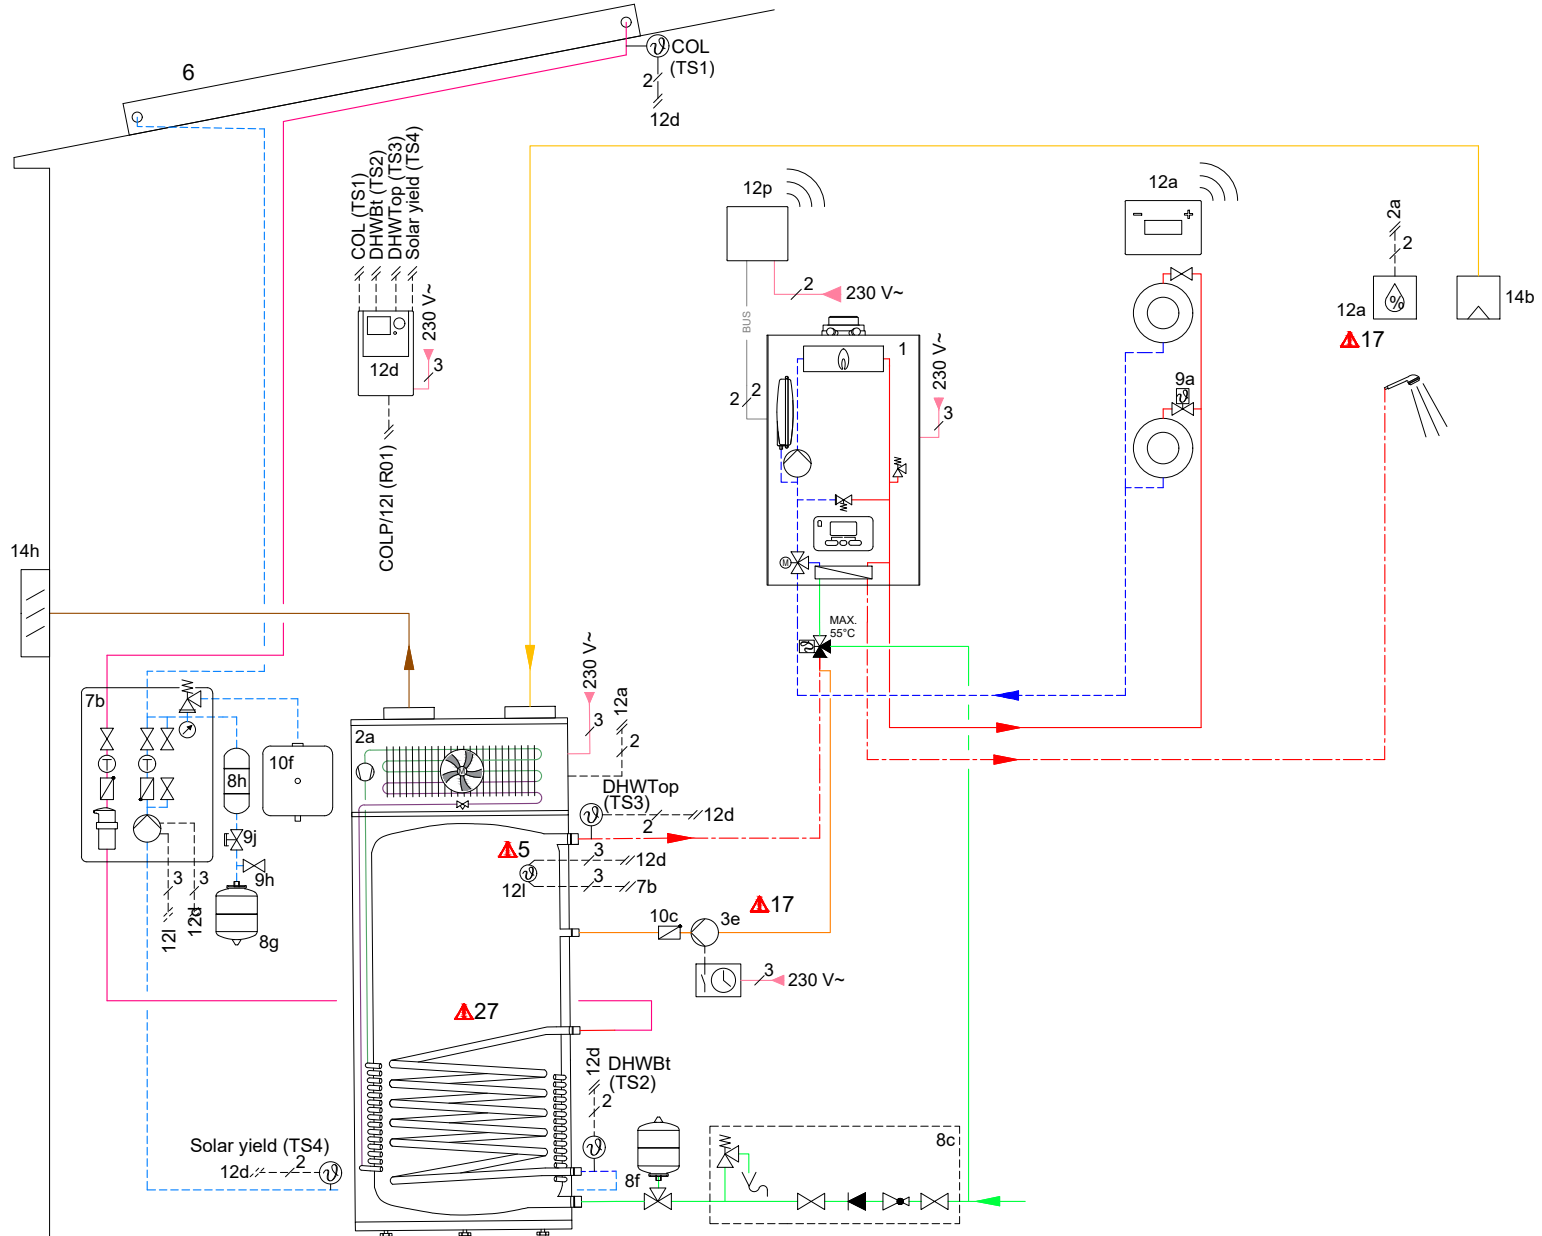 6
COL
(TS1)
2
12d
COL (TS1)
DHWBt (TS2)
DHWTop (TS3)
Solar yield (TS4)
230 V~
3
12d
COLP/12l (R01)
12p
2
230 V~
BUS
2
2
1
230 V~
3
M
MAX.
55°C
12a
- +
9a
2a
2
%
12a
17
14b
14h
7b
T
T
8h
9j
9h
8g
10f
3
3
12l
12d
2a
M
230 V~
3
12a
2
DHWTop
(TS3)
2
12d
5
3
12d
12l
3
7b
17
10c
3e
3
230 V~
27
12d
2
DHWBt
(TS2)
Solar yield (TS4)
12d
2
8f
8c